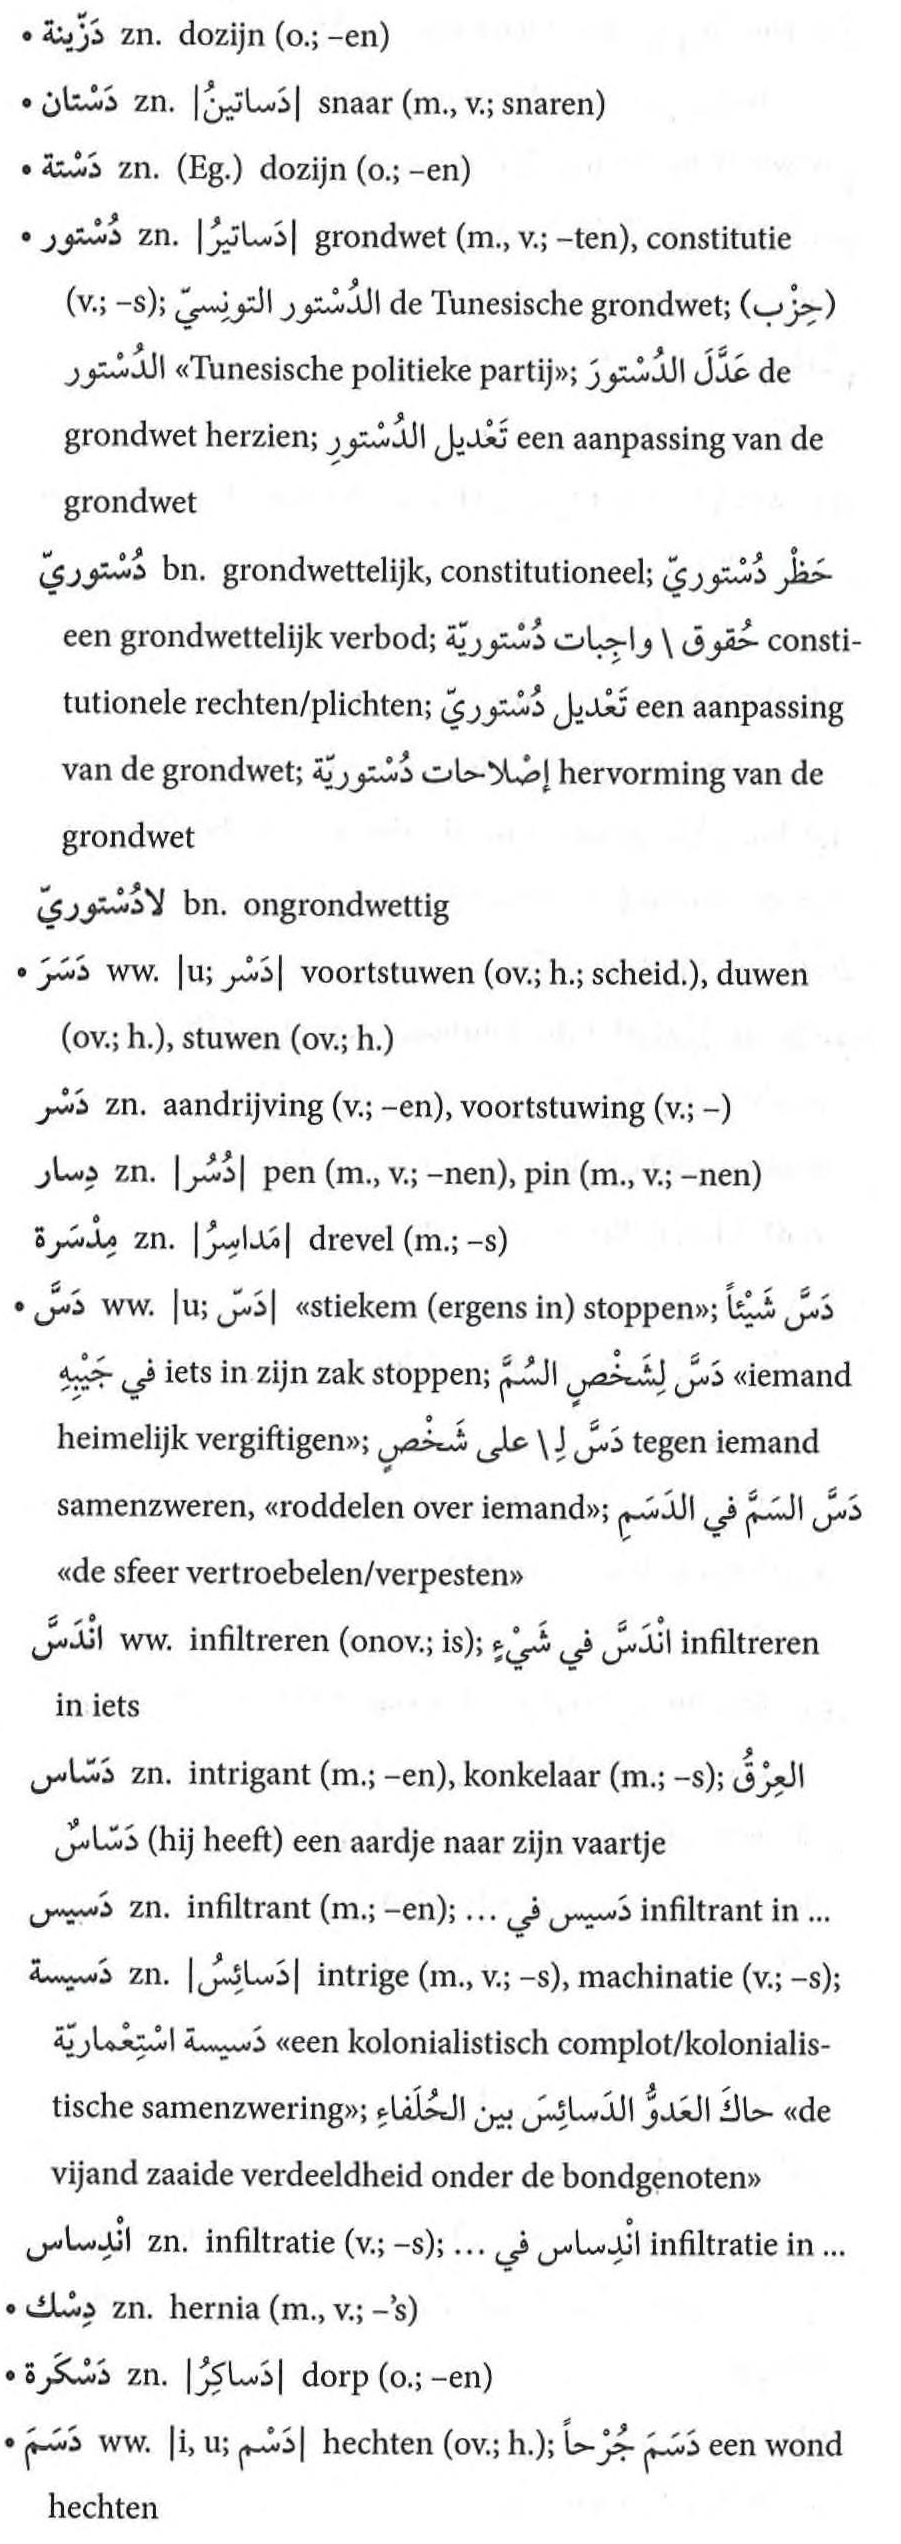 • دَزّينة zn. dozijn (o.; –en)
• دَسْتان zn. |دَساتينُ| snaar (m., v.; snaren)
• دَسْتة zn. (Eg.) dozijn (o.; –en)
• دُسْتور zn. |دَساتيرُ| grondwet (m., v.; –ten), constitutie
(v.; –s); الدُسْتور التونِسيّ de Tunesische grondwet; (حِزْب)
الدُسْتور «Tunesische politieke partij»; عَدَّلَ الدُسْتورَ de
grondwet herzien; تَعْديل الدُسْتورِ een aanpassing van de
grondwet
دُسْتوريّ bn. grondwettelijk, constitutioneel; حَظْر دُسْتوريّ
een grondwettelijk verbod; حُقوق \ واجِبات دُسْتوريّة consti-
tutionele rechten/plichten; تَعْديل دُسْتوريّ een aanpassing
van de grondwet; إصْلاحات دُسْتوريّة hervorming van de
grondwet
لادُسْتوريّ bn. ongrondwettig
• دَسَرَ ww. |u; دَسْر| voortstuwen (ov.; h.; scheid.), duwen
(ov.; h.), stuwen (ov.; h.)
دَسْر zn. aandrijving (v.; –en), voortstuwing (v.; –)
دِسار zn. |دُسُر| pen (m., v.; –nen), pin (m., v.; –nen)
مِدْسَرة zn. |مَداسِرُ| drevel (m.; –s)
• دَسَّ ww. |u; دَسّ| «stiekem (ergens in) stoppen»; دَسَّ شَيْئاً
في جَيْبِهِ iets in zijn zak stoppen; دَسَّ لِشَخْصٍ السُمَّ «iemand
heimelijk vergiftigen»; دَسَّ لِـ \ على شَخْصٍ tegen iemand
samenzweren, «roddelen over iemand»; دَسَّ السَمَّ في الدَسَمِ
«de sfeer vertroebelen/verpesten»
انْدَسَّ ww. infiltreren (onov.; is); انْدَسَّ في شَيْءٍ infiltreren
in iets
دَسّاس zn. intrigant (m.; –en), konkelaar (m.; –s); العِرْقُ
دَسّاسٌ (hij heeft) een aardje naar zijn vaartje
دَسيس zn. infiltrant (m.; –en); دَسيس في ... infiltrant in ...
دَسيسة zn. |دَسائِسُ| intrige (m., v.; –s), machinatie (v.; –s);
دَسيسة اسْتِعْماريّة «een kolonialistisch complot/kolonialis-
tische samenzwering»; حاكَ العَدوُّ الدَسائِسَ بين الحُلَفاءِ «de
vijand zaaide verdeeldheid onder de bondgenoten»
انْدِساس zn. infiltratie (v.; –s); انْدِساس في ... infiltratie in ...
• دِسْك zn. hernia (m., v.; –’s)
• دَسْكَرة zn. |دَساكِرُ| dorp (o.; –en)
• دَسَمَ ww. |i, u; دَسْم| hechten (ov.; h.); دَسَمَ جُرْحاً een wond
hechten